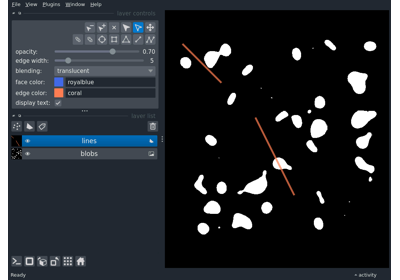 File View Plugins Window Help
layer controls
opacity: 0.70
edge width: 5
blending: translucent
face color: royalblue
edge color: coral
display text:
layer list
lines
blobs
Ready
activity